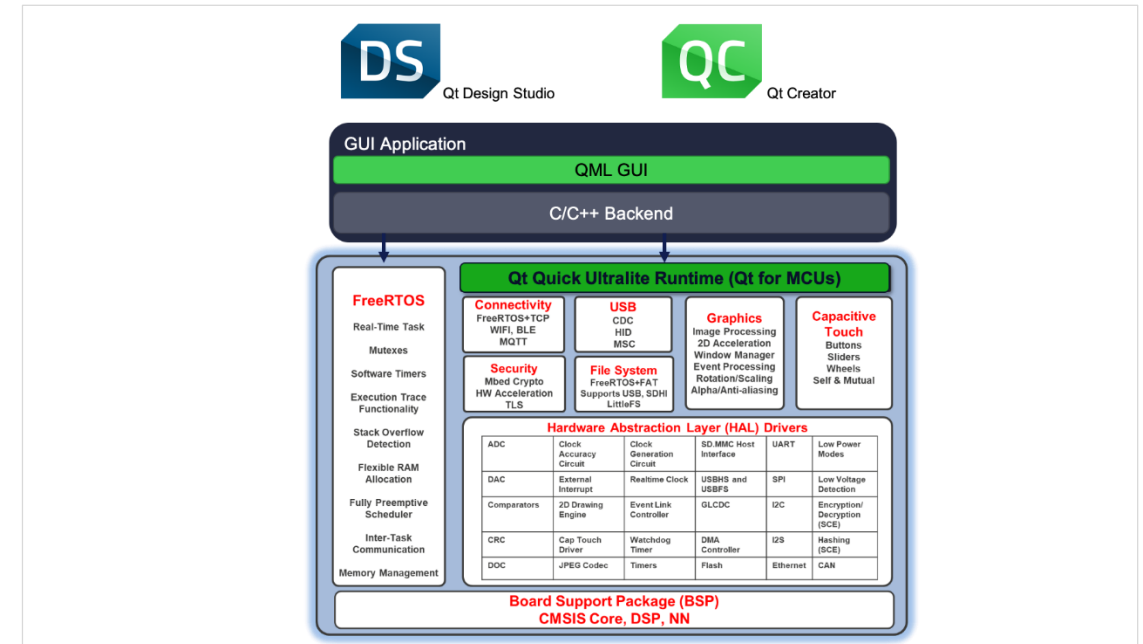 DS
Qt Design Studio
QC
Qt Creator
GUI Application
QML GUI
C/C++ Backend
FreeRTOS
Real-Time Task
Mutexes
Software Timers
Execution Trace
Functionality
Stack Overflow
Detection
Flexible RAM
Allocation
Fully Preemptive
Scheduler
Inter-Task
Communication
Memory Management
Qt Quick Ultralite Runtime (Qt for MCUs)
Connectivity
FreeRTOS+TCP
WIFI, BLE
MQTT
USB
CDC
HID
MSC
Graphics
Image Processing
2D Acceleration
Window Manager
Event Processing
Rotation/Scaling
Alpha/Anti-aliasing
Capacitive
Touch
Buttons
Sliders
Wheels
Self & Mutual
Security
Mbed Crypto
HW Acceleration
TLS
File System
FreeRTOS+FAT
Supports USB, SDHI
LittleFS
Hardware Abstraction Layer (HAL) Drivers
ADC
Clock
Accuracy
Circuit
Clock
Generation
Circuit
SD.MMC Host
Interface
UART
Low Power
Modes
DAC
External
Interrupt
Realtime Clock
USBHS and
USBFS
SPI
Low Voltage
Detection
Comparators
2D Drawing
Engine
Event Link
Controller
GLCDC
I2C
Encryption/
Decryption
(SCE)
CRC
Cap Touch
Driver
Watchdog
Timer
DMA
Controller
I2S
Hashing
(SCE)
DOC
JPEG Codec
Timers
Flash
Ethernet
CAN
Board Support Package (BSP)
CMSIS Core, DSP, NN